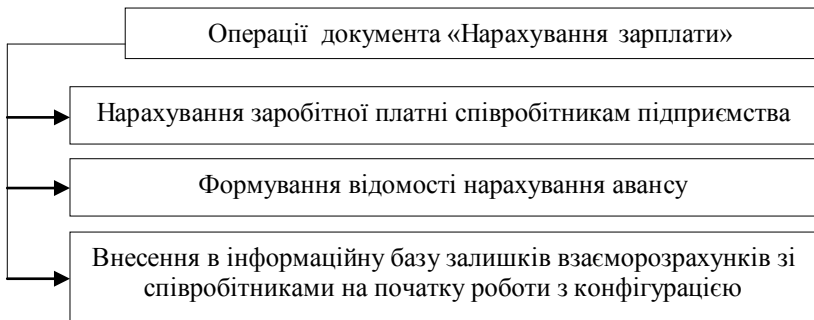 Операції документа «Нарахування зарплати»
Нарахування заробітної платні співробітникам підприємства
Формування відомості нарахування авансу
Внесення в інформаційну базу залишків взаєморозрахунків зі
співробітниками на початку роботи з конфігурацією